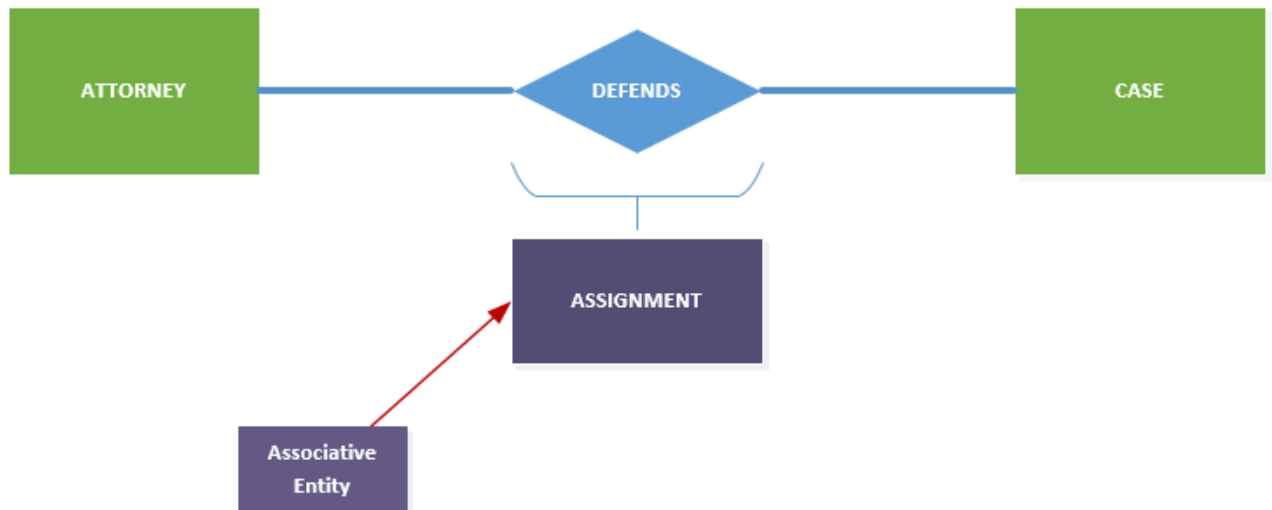 ATTORNEY
DEFENDS
CASE
ASSIGNMENT
Associative
Entity